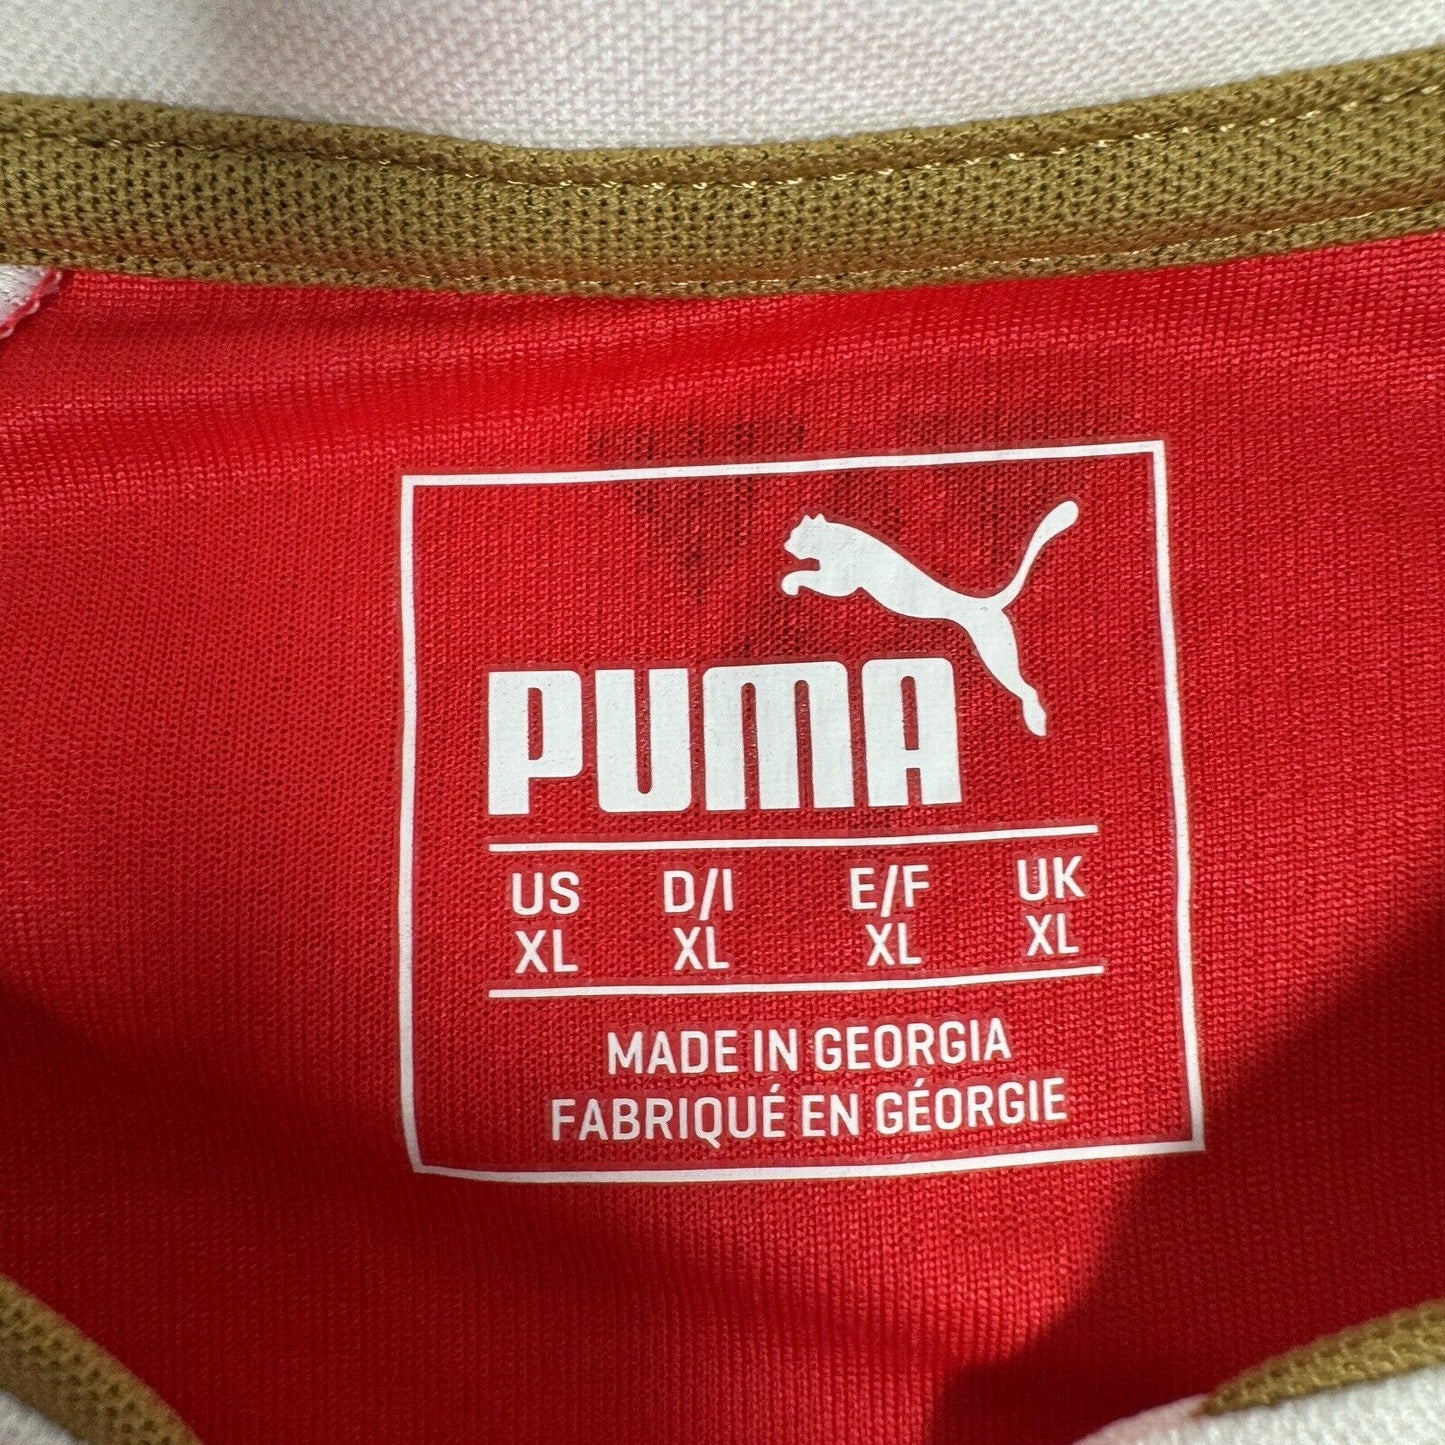 PUMA
US D/I E/F UK
XL XL XL XL
MADE IN GEORGIA
FABRIQUÉ EN GÉORGIE